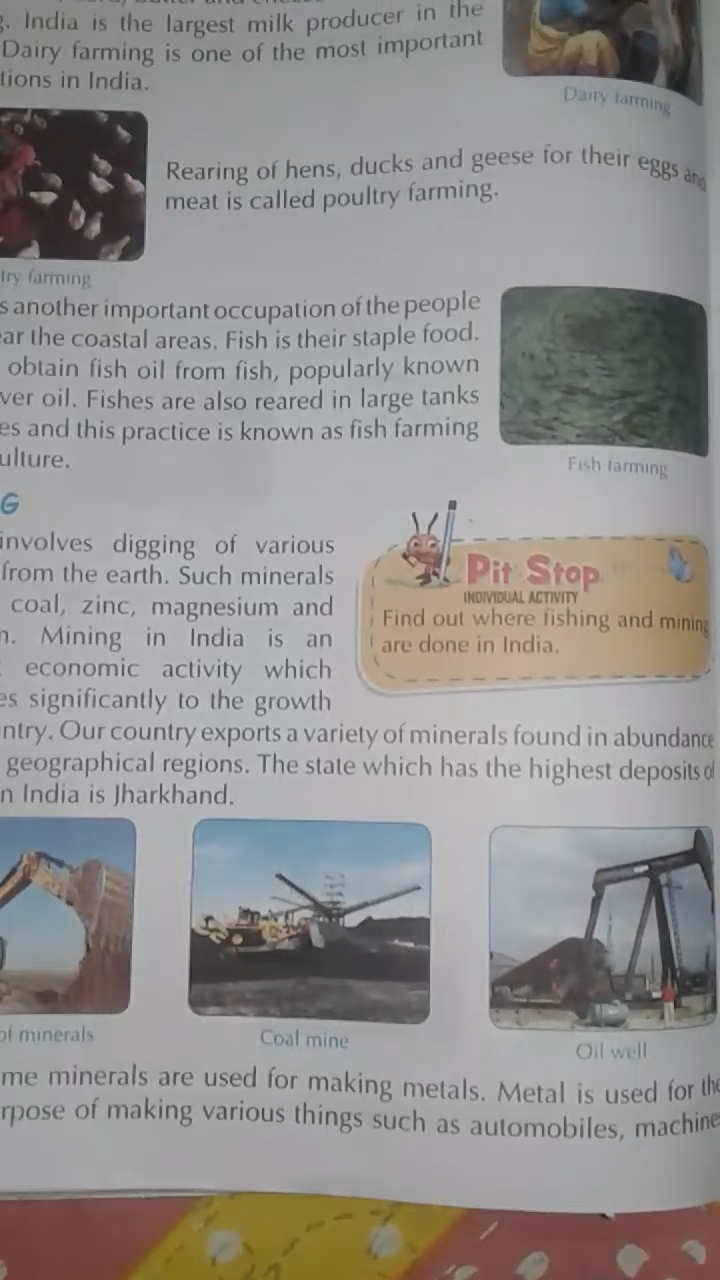 . India is the largest milk producer in the
Dairy farming is one of the most important
tions in India.
Dairy farming
Rearing of hens, ducks and geese for their eggs and
meat is called poultry farming.
try farming
s another important occupation of the people
ear the coastal areas. Fish is their staple food.
obtain fish oil from fish, popularly known
ver oil. Fishes are also reared in large tanks
es and this practice is known as fish farming
ulture.
Fish farming
G
involves digging of various
from the earth. Such minerals
coal, zinc, magnesium and
n. Mining in India is an
economic activity which
es significantly to the growth
Pit Stop
INDIVIDUAL ACTIVITY
Find out where fishing and mining
are done in India.
ntry. Our country exports a variety of minerals found in abundance
geographical regions. The state which has the highest deposits of
n India is Jharkhand.
of minerals
Coal mine
Oil well
me minerals are used for making metals. Metal is used for the
rpose of making various things such as automobiles, machine